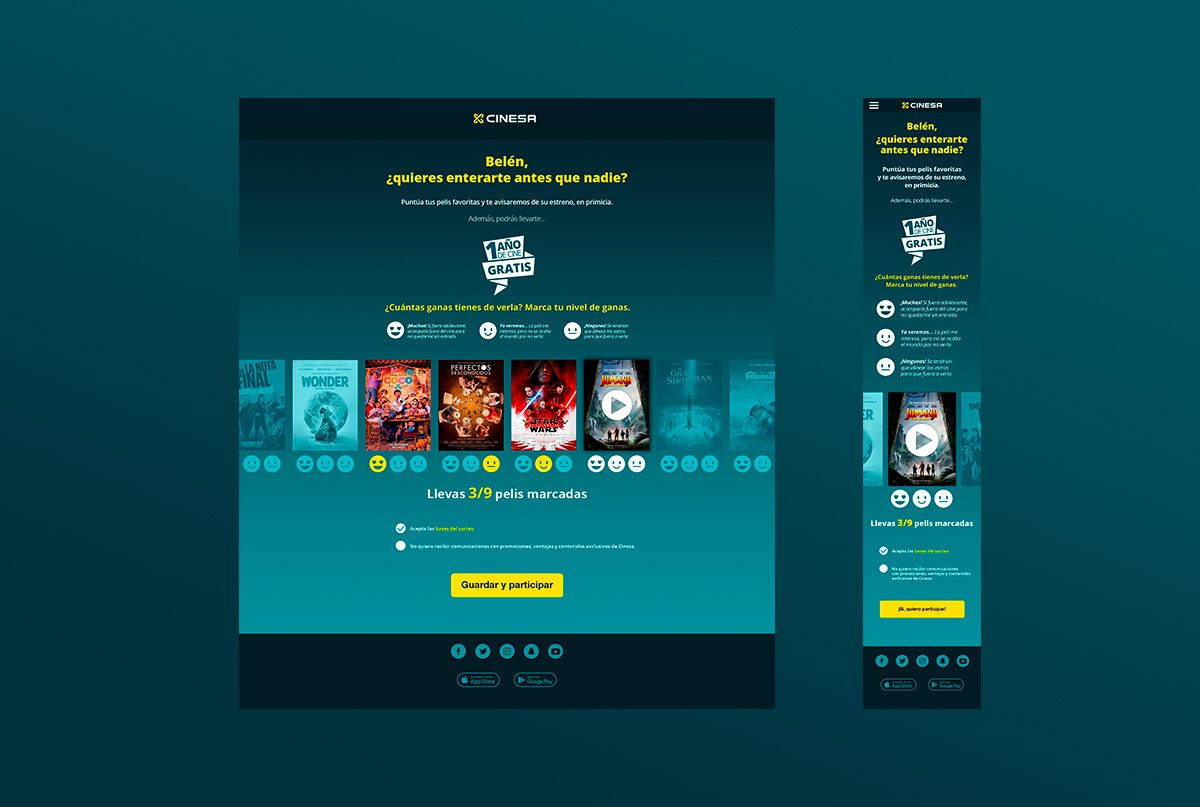 CINESA
Belén,
¿quieres enterarte antes que nadie?
Puntúa tus pelis favoritas y te avisaremos de su estreno, en primicia.
Además, podrás llevarte...
1 AÑO
DE CINE
GRATIS
¿Cuántas ganas tienes de verla? Marca tu nivel de ganas.
¡Muchas! Si fuera adolescente,
acamparía fuera del cine para
no quedarme sin entrada.
Ya veremos... La peli me
interesa, pero no se acaba
el mundo por no verla
¡Ningunas! Se tendrían
que alinear los astros
para que fuera a verla
LA NOTA
FINAL
WONDER
COCO
PERFECTOS
DESCONOCIDOS
STAR
WARS
JUMANJI
GRAN
SHOWMAN
FERDINAND
Llevas 3/9 pelis marcadas
Acepto las bases del sorteo
No quiero recibir comunicaciones con promociones, ventajas y contenidos exclusivos de Cinesa.
Guardar y participar
App Store
Google Play
CINESA
Belén,
¿quieres enterarte
antes que nadie?
Puntúa tus pelis favoritas
y te avisaremos de su estreno,
en primicia.
Además, podrás llevarte...
1 AÑO
DE CINE
GRATIS
¿Cuántas ganas tienes de verla?
Marca tu nivel de ganas.
¡Muchas! Si fuera adolescente,
acamparía fuera del cine para
no quedarme sin entrada.
Ya veremos... La peli me
interesa, pero no se acaba
el mundo por no verla
¡Ningunas! Se tendrían
que alinear los astros
para que fuera a verla
JUMANJI
Llevas 3/9 pelis marcadas
Acepto las bases del sorteo
No quiero recibir comunicaciones
con promociones, ventajas y contenidos
exclusivos de Cinesa.
¡Sí, quiero participar!
App Store
Google Play